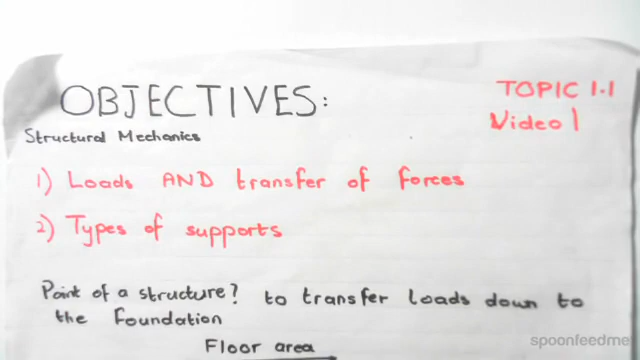 OBJECTIVES:
TOPIC 1.1
Video 1
Structural Mechanics
1) Loads AND transfer of forces
2) Types of supports
Point of a structure? to transfer loads down to
the foundation
Floor area
spoonfeedme